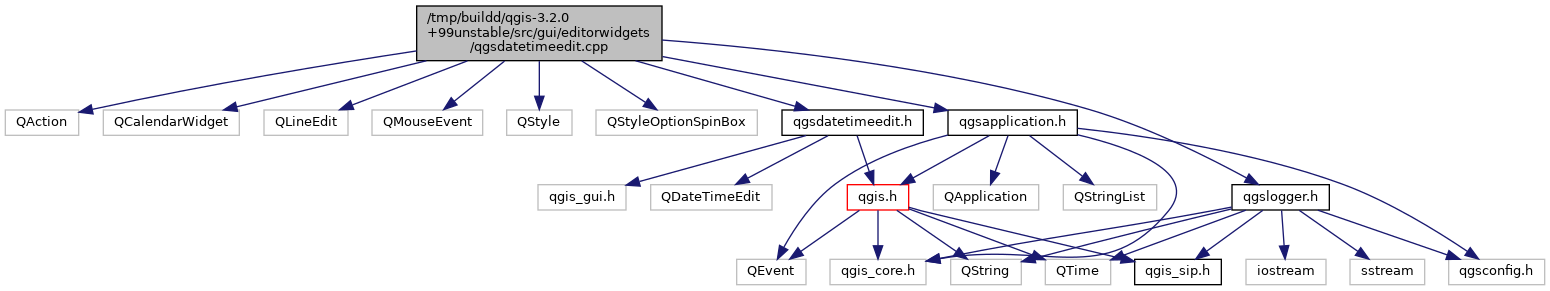 /tmp/buildd/qgis-3.2.0
+99unstable/src/gui/editorwidgets
/qgsdatetimeedit.cpp
QAction
QCalendarWidget
QLineEdit
QMouseEvent
QStyle
QStyleOptionSpinBox
qgsdatetimeedit.h
qgsapplication.h
qgis_gui.h
QDateTimeEdit
qgis.h
QApplication
QStringList
qgslogger.h
QEvent
qgis_core.h
QString
QTime
qgis_sip.h
iostream
sstream
qgsconfig.h